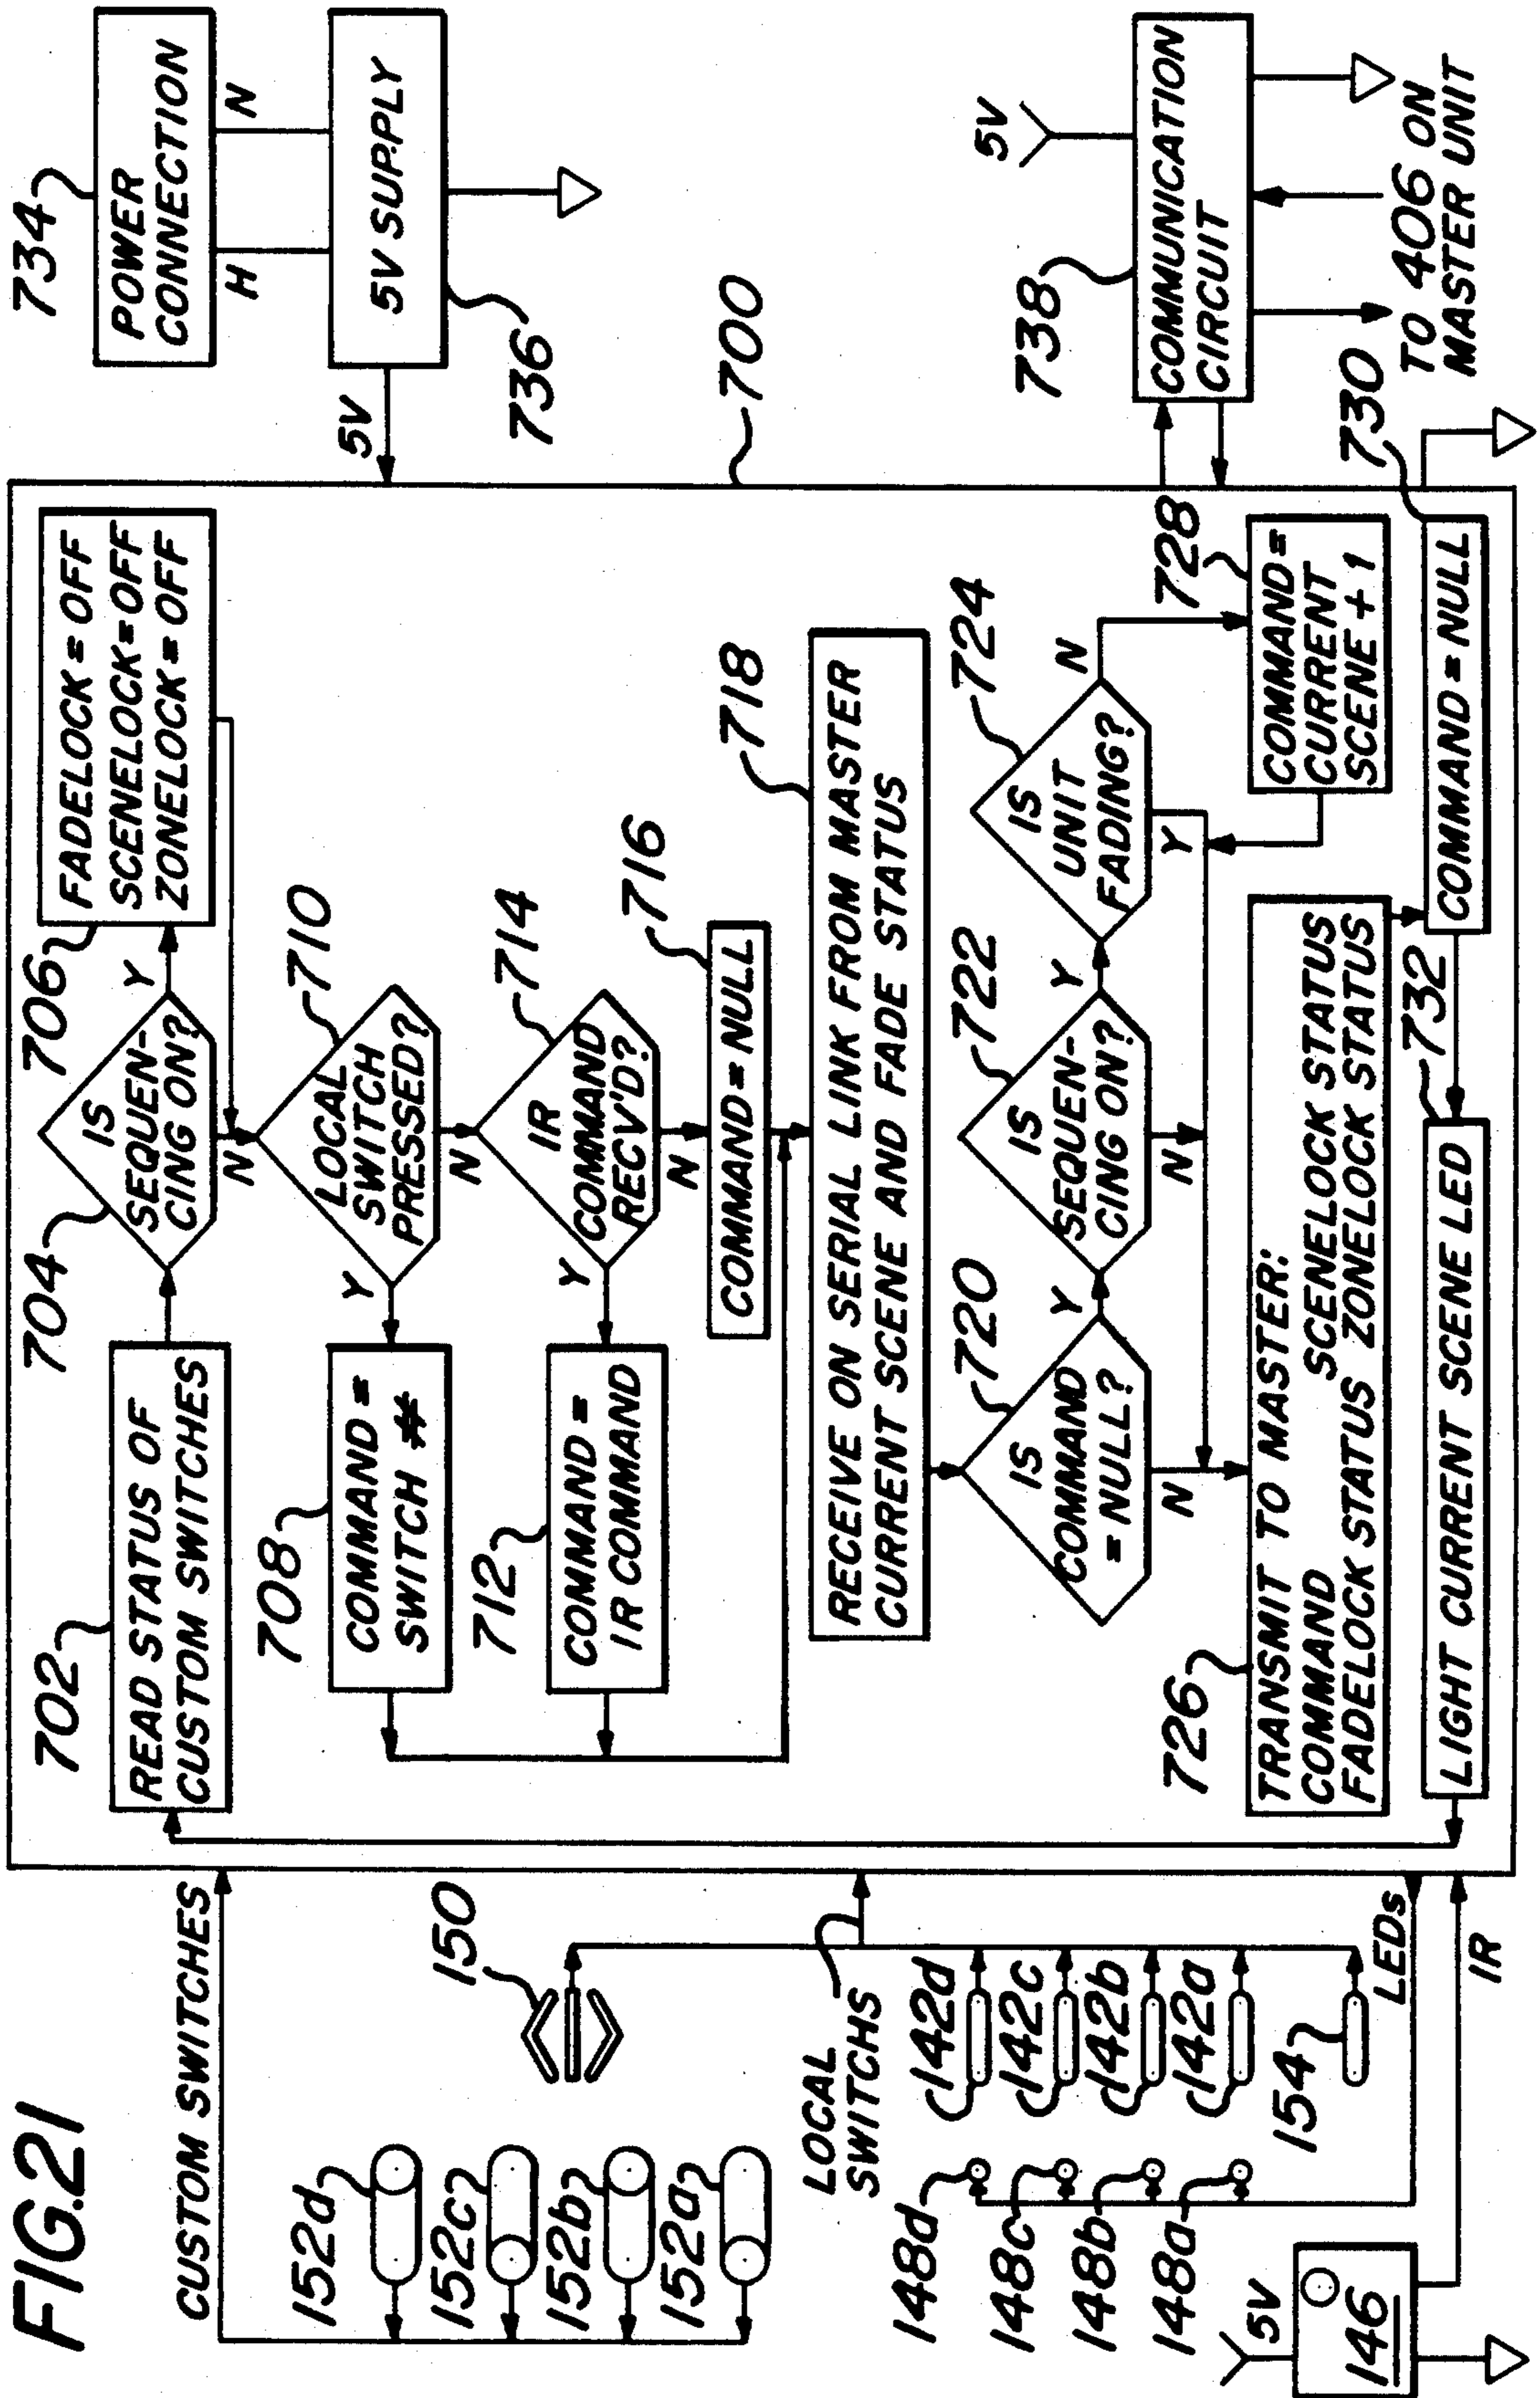 FIG.21
CUSTOM SWITCHES
152d
152c
152b
152a
150
LOCAL
SWITCHS
142d
142c
142b
142a
154
148d
148c
148b
148a
5V
146
LEDs
IR
702
READ STATUS OF
CUSTOM SWITCHES
704
IS
SEQUEN-
CING ON?
Y
N
706
FADELOCK = OFF
SCENELOCK = OFF
ZONELOCK = OFF
708
COMMAND =
SWITCH #
Y
LOCAL
SWITCH
PRESSED?
710
N
712
COMMAND =
IR COMMAND
Y
IR
COMMAND
RECV'D?
714
N
COMMAND = NULL
716
718
RECEIVE ON SERIAL LINK FROM MASTER
CURRENT SCENE AND FADE STATUS
720
IS
COMMAND
= NULL?
Y
N
722
IS
SEQUEN-
CING ON?
Y
N
724
IS
UNIT
FADING?
N
Y
728
COMMAND =
CURRENT
SCENE + 1
726
TRANSMIT TO MASTER:
COMMAND SCENELOCK STATUS
FADELOCK STATUS ZONELOCK STATUS
732
LIGHT CURRENT SCENE LED
COMMAND = NULL
730
700
734
POWER
CONNECTION
H
N
5V SUPPLY
5V
736
738
5V
COMMUNICATION
CIRCUIT
TO 406 ON
MASTER UNIT